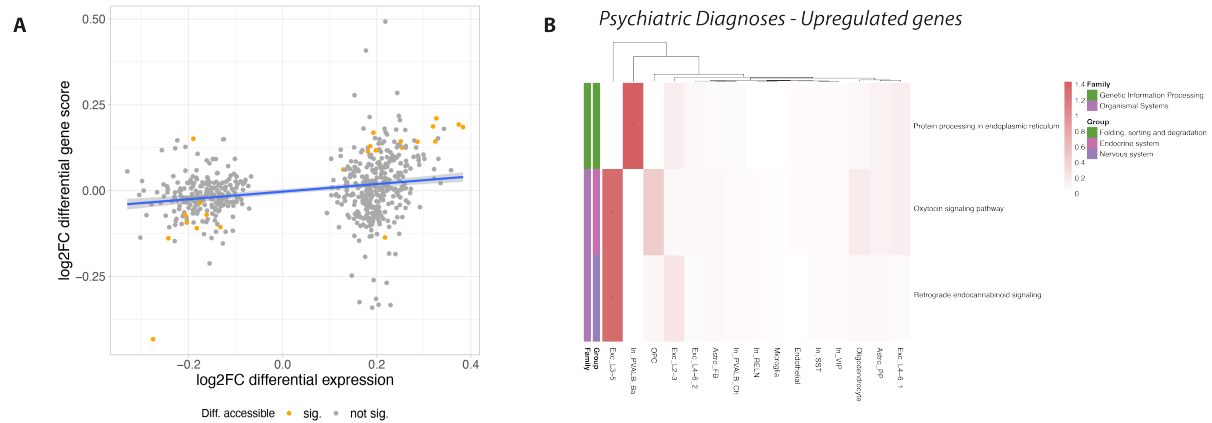 A
0.50
0.25
0.00
−0.25
−0.2
0.0
0.2
0.4
log2FC differential gene score
log2FC differential expression
Diff. accessible sig. not sig.
B
Psychiatric Diagnoses - Upregulated genes
Protein processing in endoplasmic reticulum
Oxytocin signaling pathway
Retrograde endocannabinoid signaling
Family
Group
Exc_L3−5
In_PVALB_Ba
OPC
Exc_L2−3
Exc_L4−6_2
Astro_FB
In_PVALB_Ch
In_RELN
Microglia
Endothelial
In_SST
In_VIP
Oligodendrocyte
Astro_PP
Exc_L4−6_1
1.4
1.2
1
0.8
0.6
0.4
0.2
0
Family
Genetic Information Processing
Organismal Systems
Group
Folding, sorting and degradation
Endocrine system
Nervous system